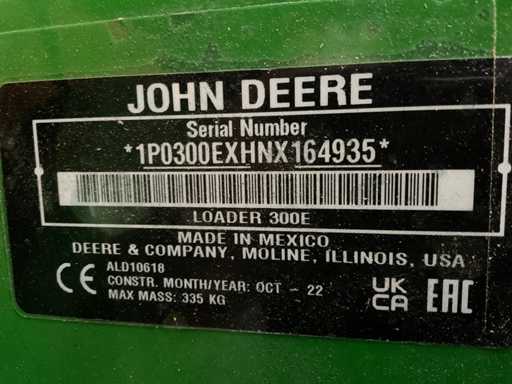 JOHN DEERE
Serial Number
*1P0300EXHNX164935*
LOADER 300E
MADE IN MEXICO
DEERE & COMPANY, MOLINE, ILLINOIS, USA
CE ALD10618
CONSTR. MONTH/YEAR: OCT - 22
MAX MASS: 335 KG
UK
CA
EAC